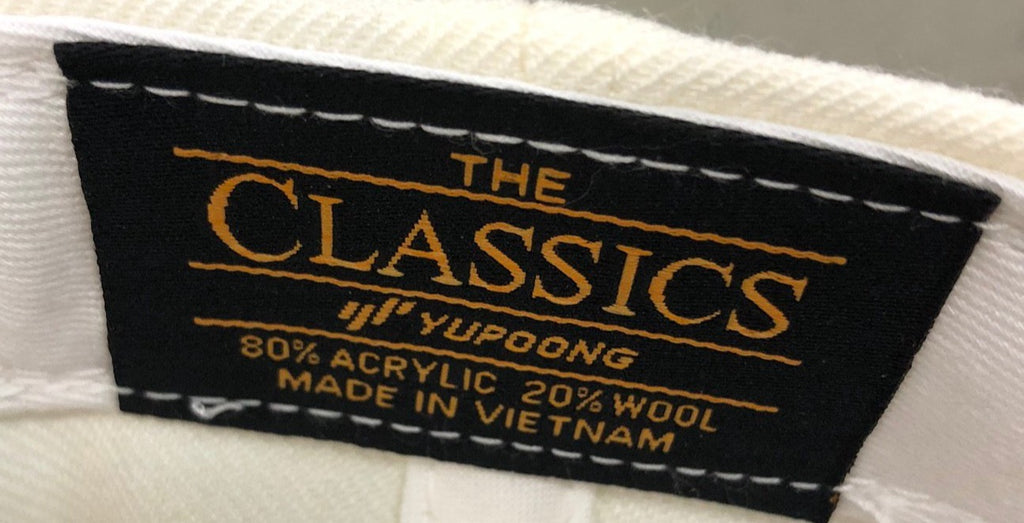 THE
CLASSICS
YUPOONG
80% ACRYLIC 20% WOOL
MADE IN VIETNAM